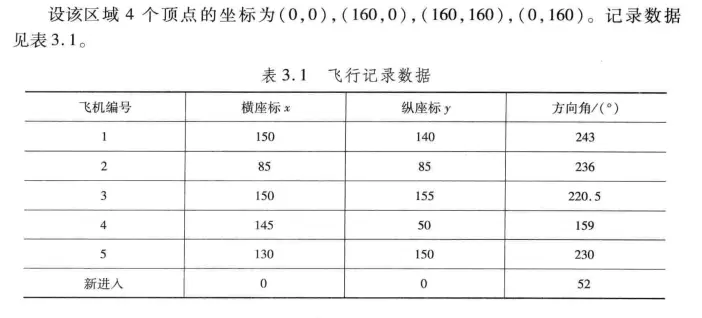 设该区域 4 个顶点的坐标为(0,0),(160,0),(160,160),(0,160)。记录数据
见表3.1。
表 3.1 飞行记录数据
飞机编号 横座标 x 纵座标 y 方向角/(°)
1 150 140 243
2 85 85 236
3 150 155 220.5
4 145 50 159
5 130 150 230
新进入 0 0 52